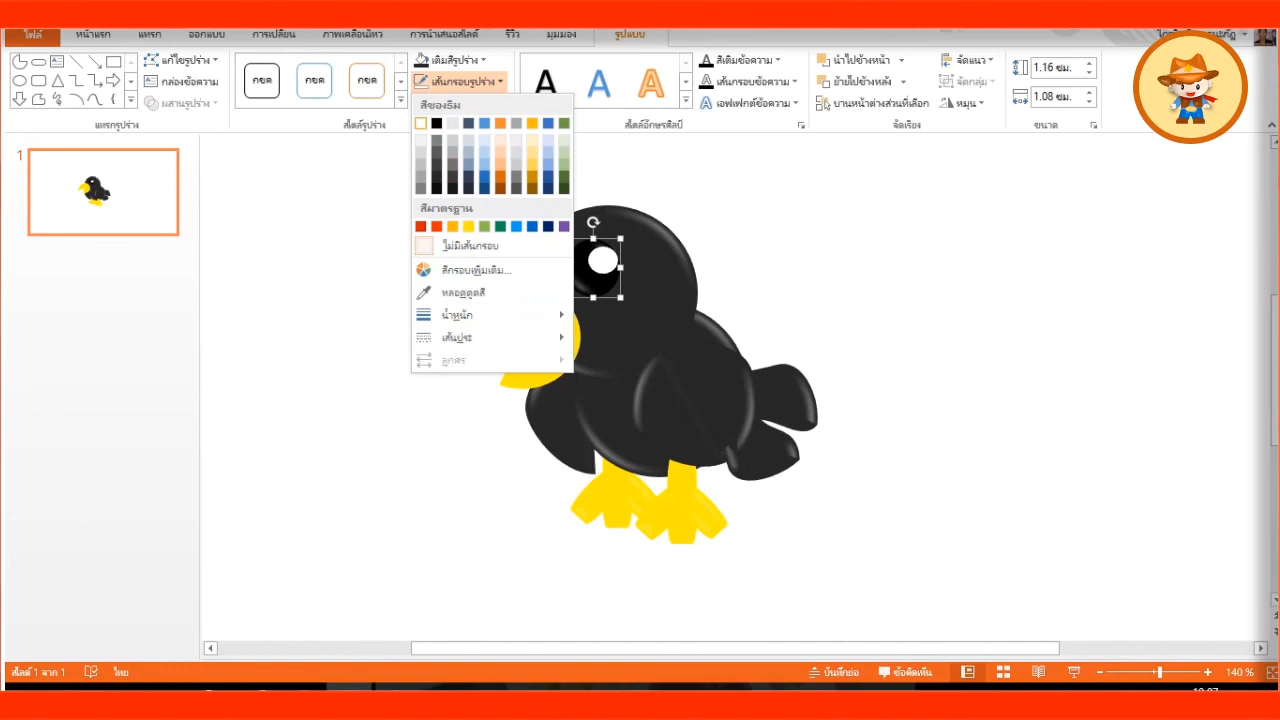 ไฟล์ หน้าแรก แทรก ออกแบบ การเปลี่ยน ภาพเคลื่อนไหว การนำเสนอสไลด์ รีวิว มุมมอง รูปแบบ
แก้ไขรูปร่าง กขค กขค กขค เติมสีรูปร่าง A A A สีเติมข้อความ นำไปข้างหน้า จัดแนว 1.16 ซม.
กล่องข้อความ เส้นกรอบรูปร่าง เส้นกรอบข้อความ ย้ายไปข้างหลัง จัดกลุ่ม
ผสานรูปร่าง เอฟเฟกต์ข้อความ บานหน้าต่างส่วนที่เลือก หมุน 1.08 ซม.
แทรกรูปร่าง สไตล์รูปร่าง สไตล์อักษรศิลป์ จัดเรียง ขนาด
สีของธีม
สีมาตรฐาน
ไม่มีเส้นกรอบ
สีกรอบเพิ่มเติม...
หลอดดูดสี
น้ำหนัก
เส้นประ
ลูกศร
1
สไลด์ 1 จาก 1 ไทย บันทึกย่อ ข้อคิดเห็น 140 %